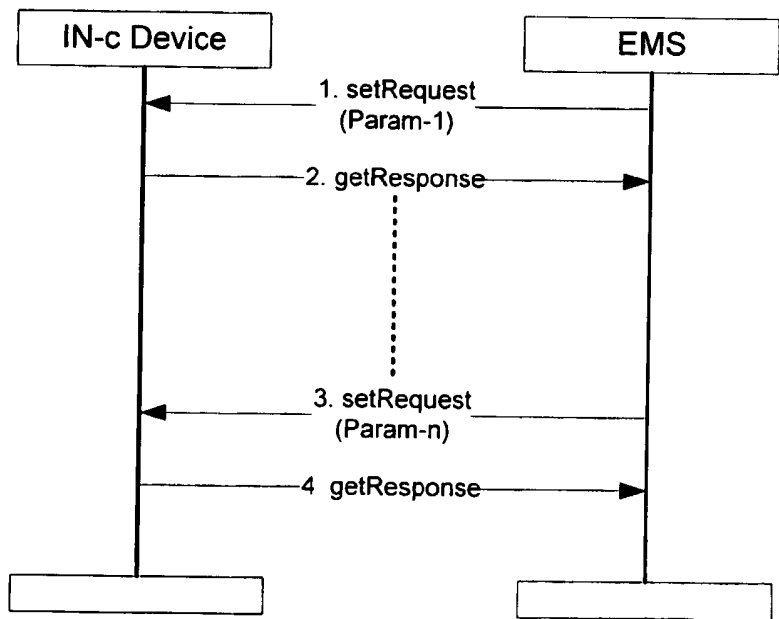 IN-c Device
EMS
1. setRequest
(Param-1)
2. getResponse
3. setRequest
(Param-n)
4 getResponse